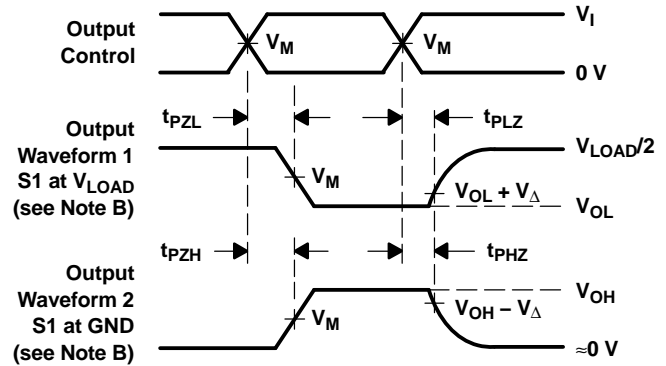 Output
Control
V_M
V_M
V_I
0 V
t_PZL
t_PLZ
Output
Waveform 1
S1 at V_LOAD
(see Note B)
V_M
V_LOAD/2
V_OL + V_Δ
V_OL
t_PZH
t_PHZ
Output
Waveform 2
S1 at GND
(see Note B)
V_M
V_OH
V_OH − V_Δ
≈0 V